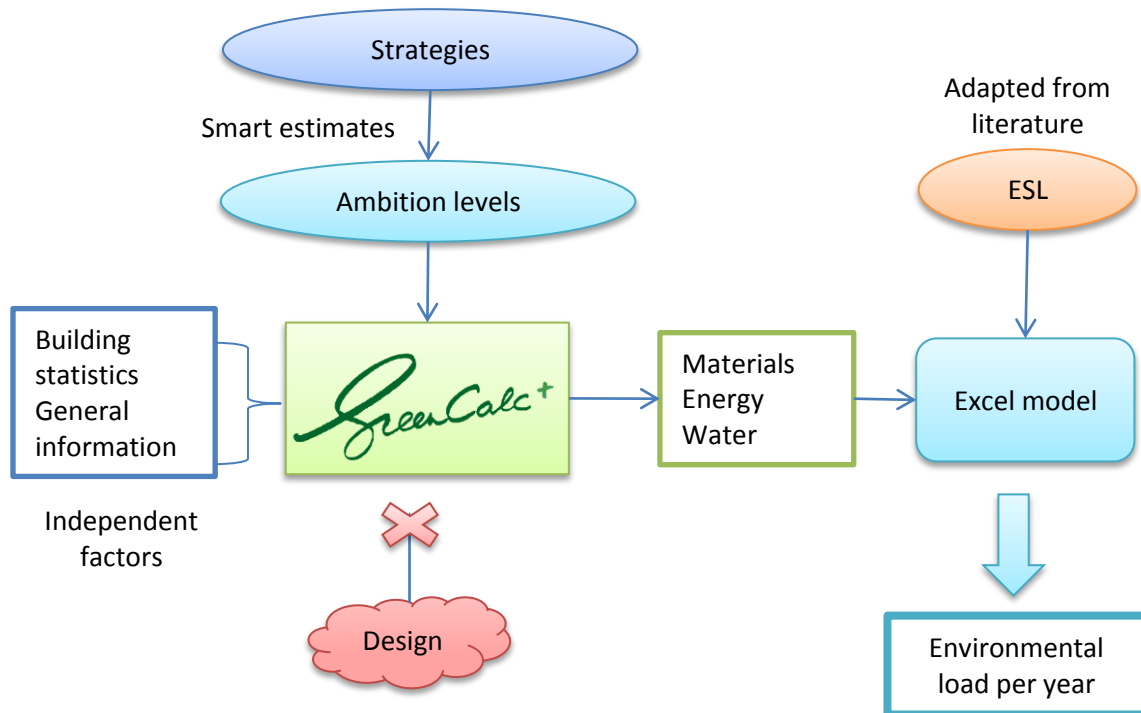 Strategies
Smart estimates
Adapted from
literature
Ambition levels
ESL
Building
statistics
General
information
GreenCalc+
Materials
Energy
Water
Excel model
Independent
factors
Design
Environmental
load per year